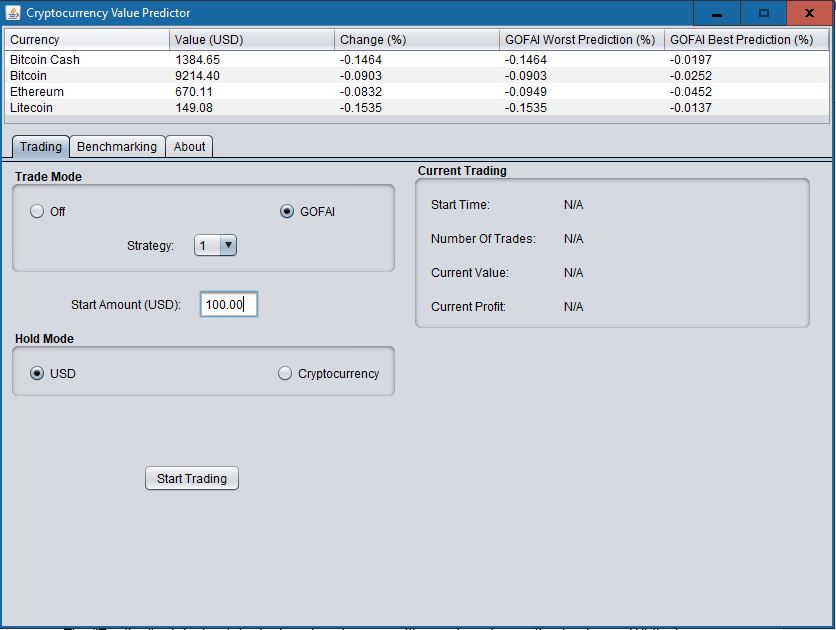 Cryptocurrency Value Predictor
Currency Value (USD) Change (%) GOFAI Worst Prediction (%) GOFAI Best Prediction (%)
Bitcoin Cash 1384.65 -0.1464 -0.1464 -0.0197
Bitcoin 9214.40 -0.0903 -0.0903 -0.0252
Ethereum 670.11 -0.0832 -0.0949 -0.0452
Litecoin 149.08 -0.1535 -0.1535 -0.0137
Trading Benchmarking About
Trade Mode
Off GOFAI
Strategy: 1
Start Amount (USD): 100.00
Hold Mode
USD Cryptocurrency
Start Trading
Current Trading
Start Time: N/A
Number Of Trades: N/A
Current Value: N/A
Current Profit: N/A